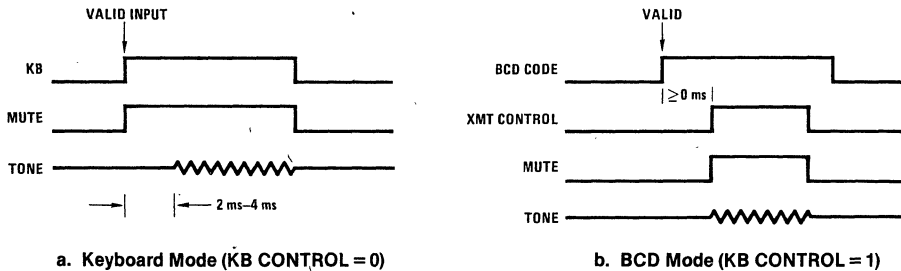 VALID INPUT
KB
MUTE
TONE
2 ms–4 ms
a. Keyboard Mode (KB CONTROL = 0)
VALID
BCD CODE
≥0 ms
XMT CONTROL
MUTE
TONE
b. BCD Mode (KB CONTROL = 1)